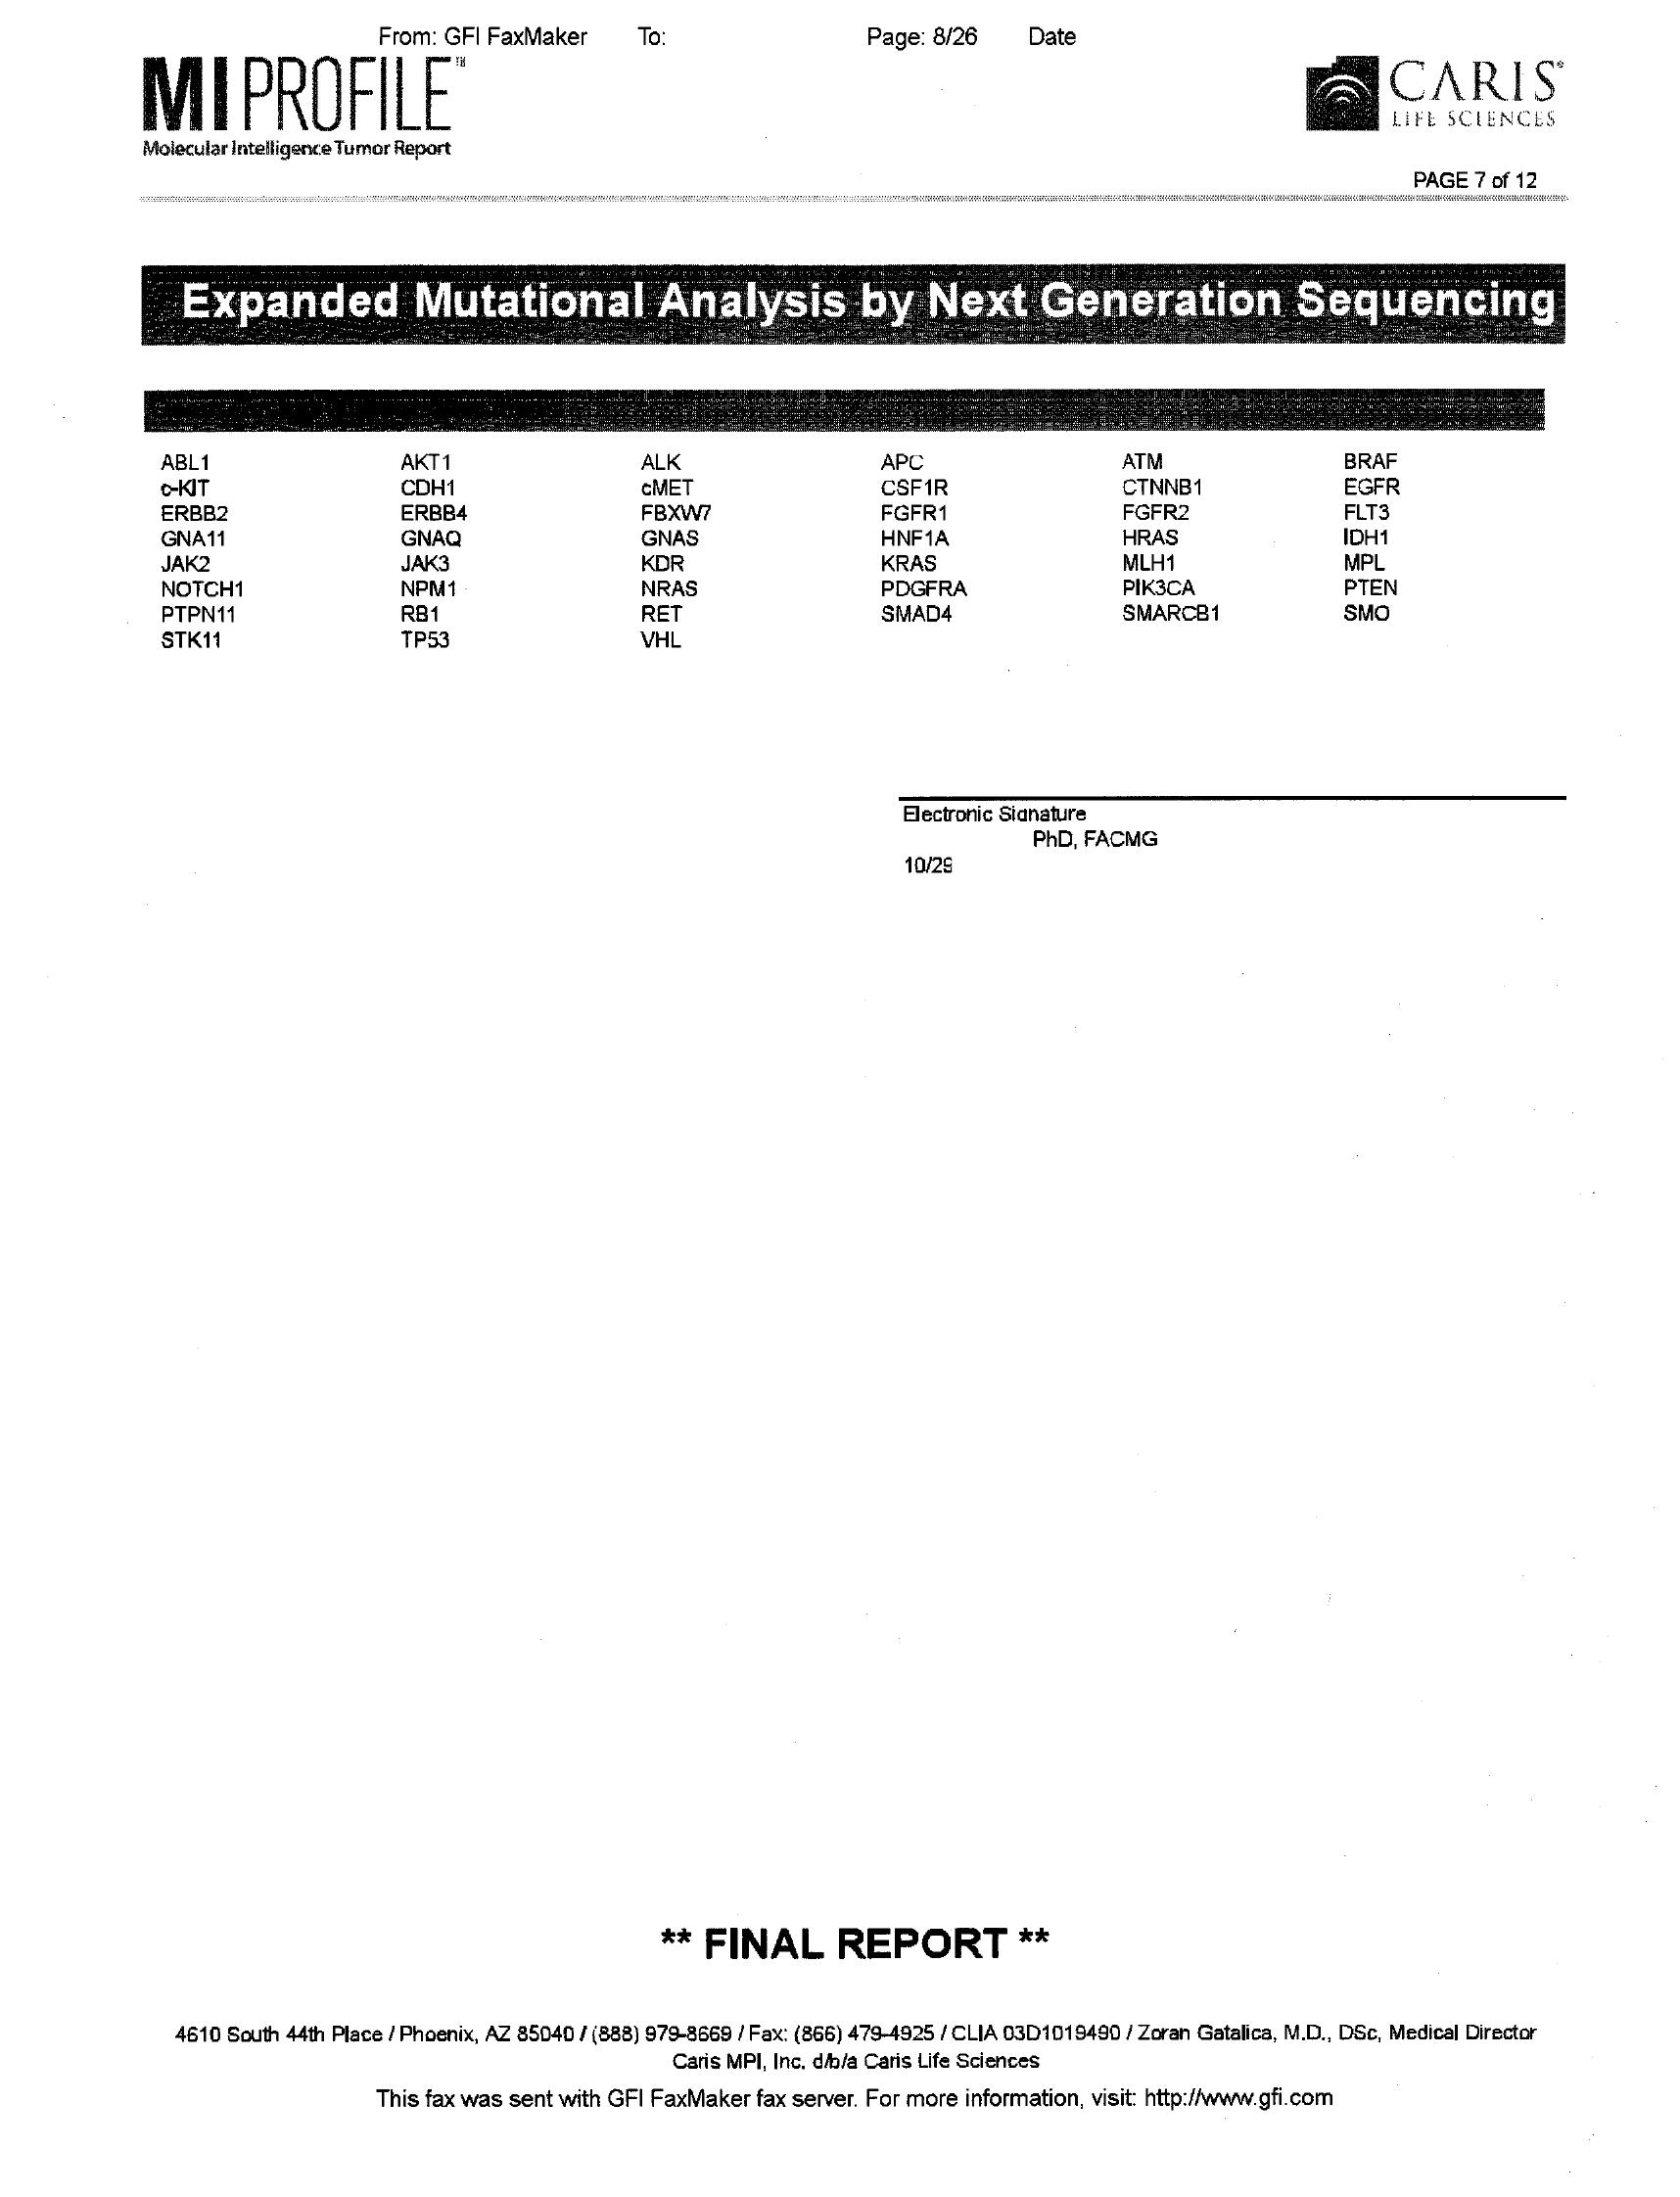 From: GFI FaxMaker To: Page: 8/26 Date
MI PROFILE™
Molecular Intelligence Tumor Report
CARIS®
LIFE SCIENCES
PAGE 7 of 12
Expanded Mutational Analysis by Next Generation Sequencing
ABL1 AKT1 ALK APC ATM BRAF
c-KIT CDH1 cMET CSF1R CTNNB1 EGFR
ERBB2 ERBB4 FBXW7 FGFR1 FGFR2 FLT3
GNA11 GNAQ GNAS HNF1A HRAS IDH1
JAK2 JAK3 KDR KRAS MLH1 MPL
NOTCH1 NPM1 NRAS PDGFRA PIK3CA PTEN
PTPN11 RB1 RET SMAD4 SMARCB1 SMO
STK11 TP53 VHL
Electronic Signature
PhD, FACMG
10/29
** FINAL REPORT **
4610 South 44th Place / Phoenix, AZ 85040 / (888) 979-8669 / Fax: (866) 479-4925 / CLIA 03D1019490 / Zoran Gatalica, M.D., DSc, Medical Director
Caris MPI, Inc. d/b/a Caris Life Sciences
This fax was sent with GFI FaxMaker fax server. For more information, visit: http://www.gfi.com